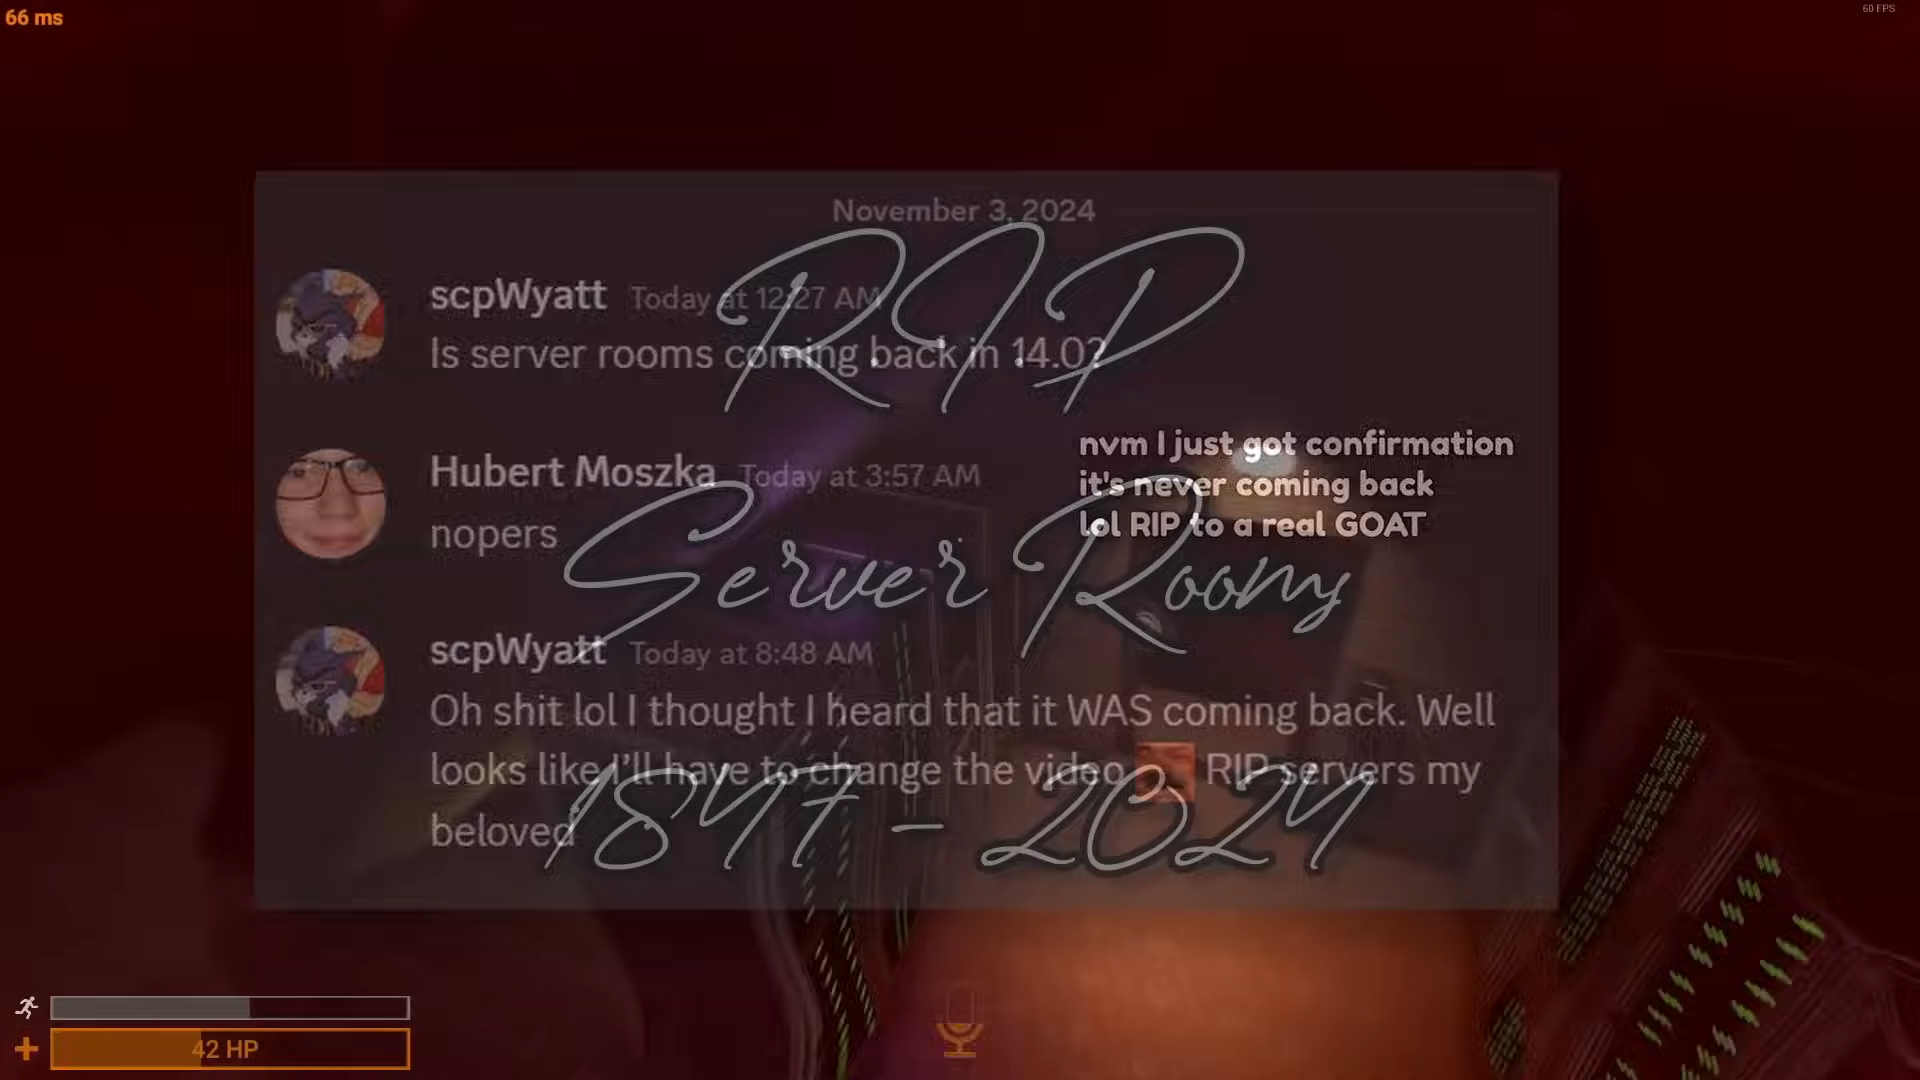 66 ms
60 FPS
November 3, 2024
scpWyatt Today at 12:27 AM
Is server rooms coming back in 14.0?
RIP
nvm I just got confirmation
it's never coming back
lol RIP to a real GOAT
Hubert Moszka Today at 3:57 AM
nopers
Server Rooms
scpWyatt Today at 8:48 AM
Oh shit lol I thought I heard that it WAS coming back. Well
looks like I'll have to change the video RIP servers my
beloved
1847 - 2024
42 HP